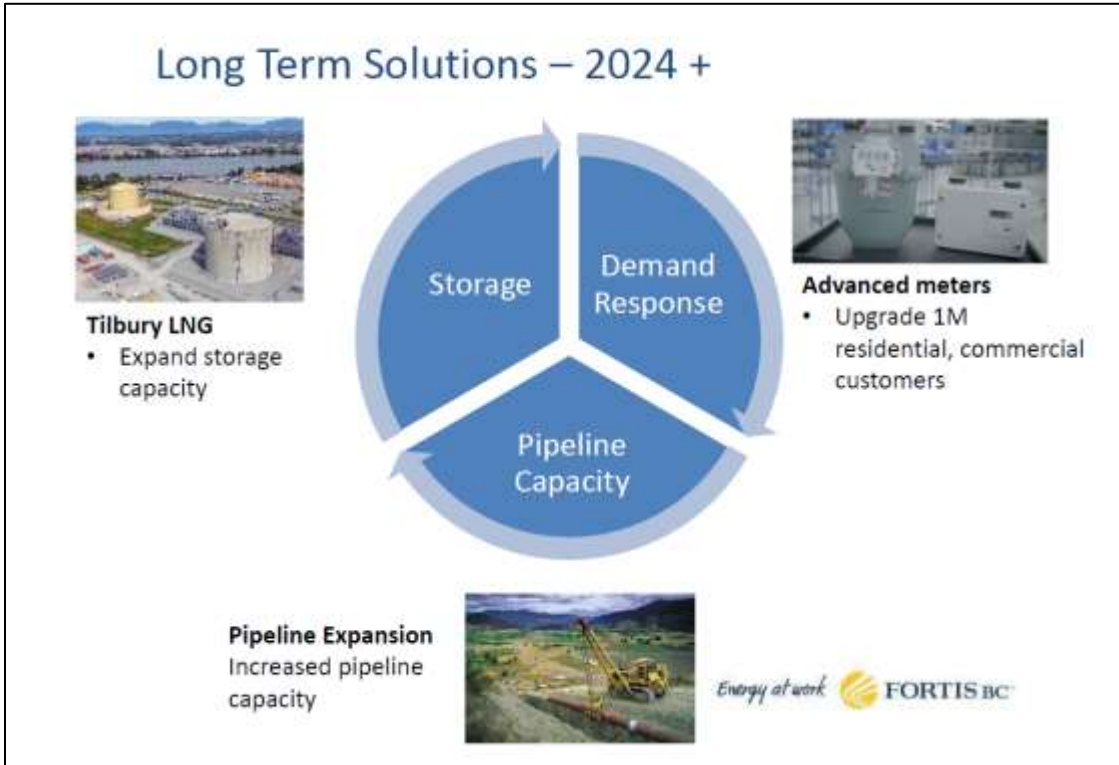 Long Term Solutions – 2024 +
Storage
Demand
Response
Tilbury LNG
• Expand storage
capacity
Advanced meters
• Upgrade 1M
residential, commercial
customers
Pipeline
Capacity
Pipeline Expansion
Increased pipeline
capacity
Energy at work FORTIS BC